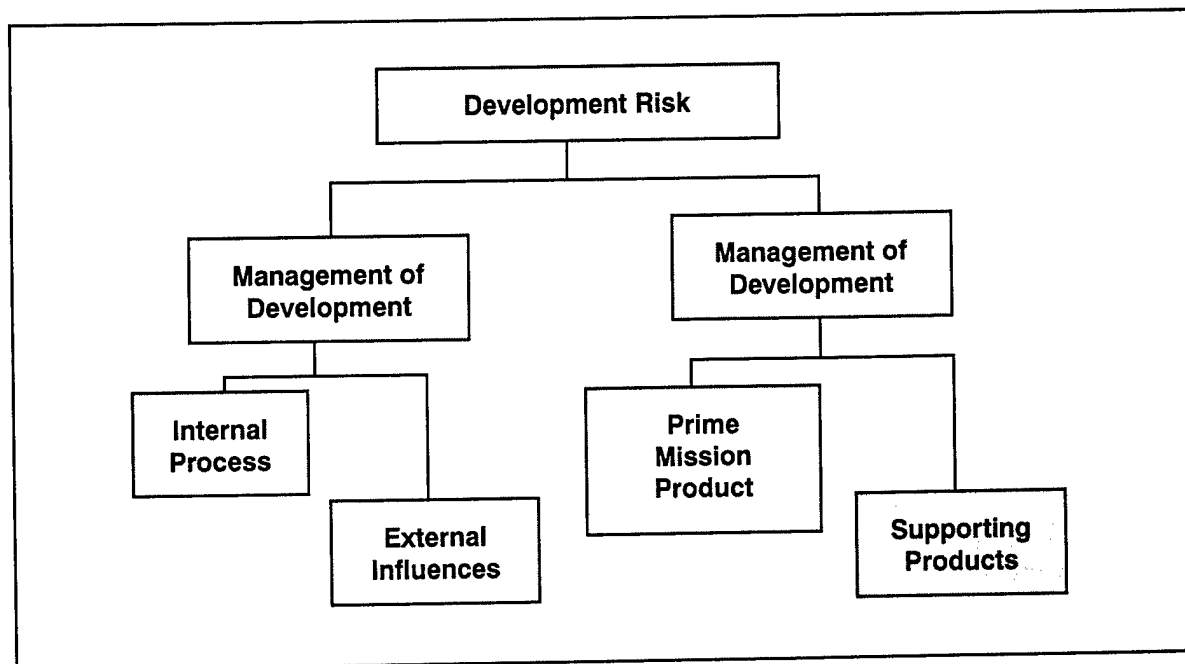 Development Risk
Management of
Development
Management of
Development
Internal
Process
External
Influences
Prime
Mission
Product
Supporting
Products